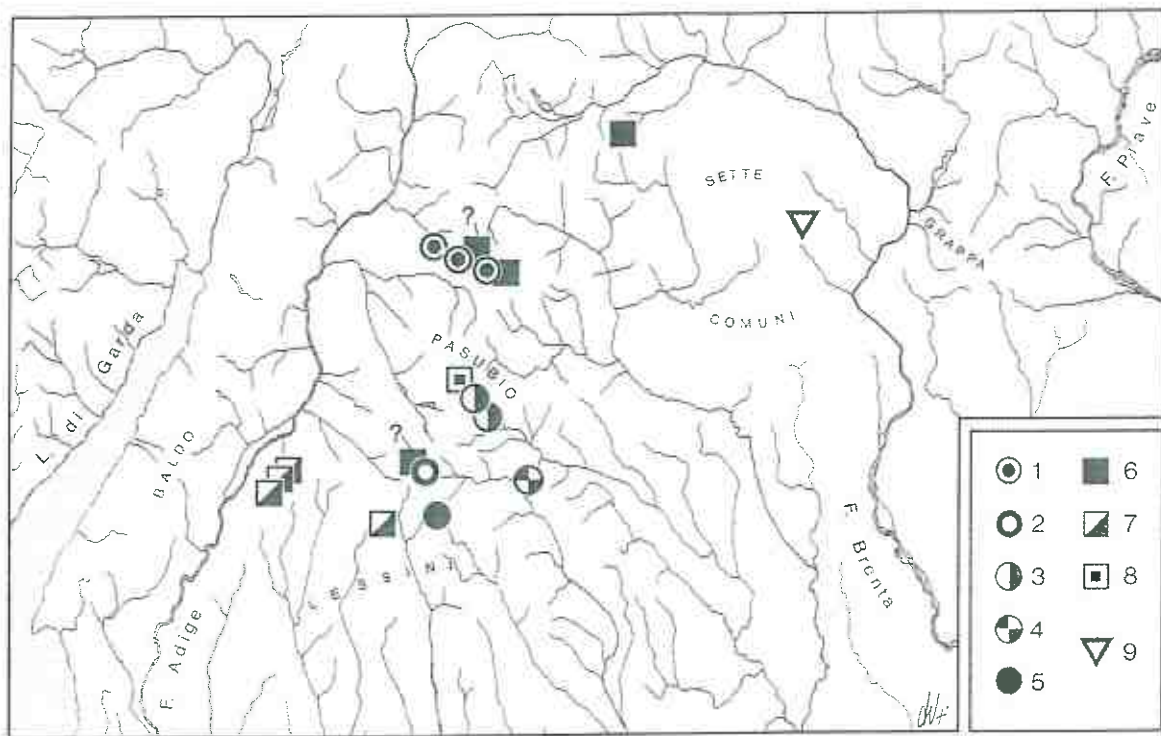 F. Piave
SETTE
GRAPPA
?
COMUNI
L. di Garda
PASUBIO
BALDO
?
LESSINI
F. Brenta
F. Adige
1 6
2 7
3 8
4 9
5